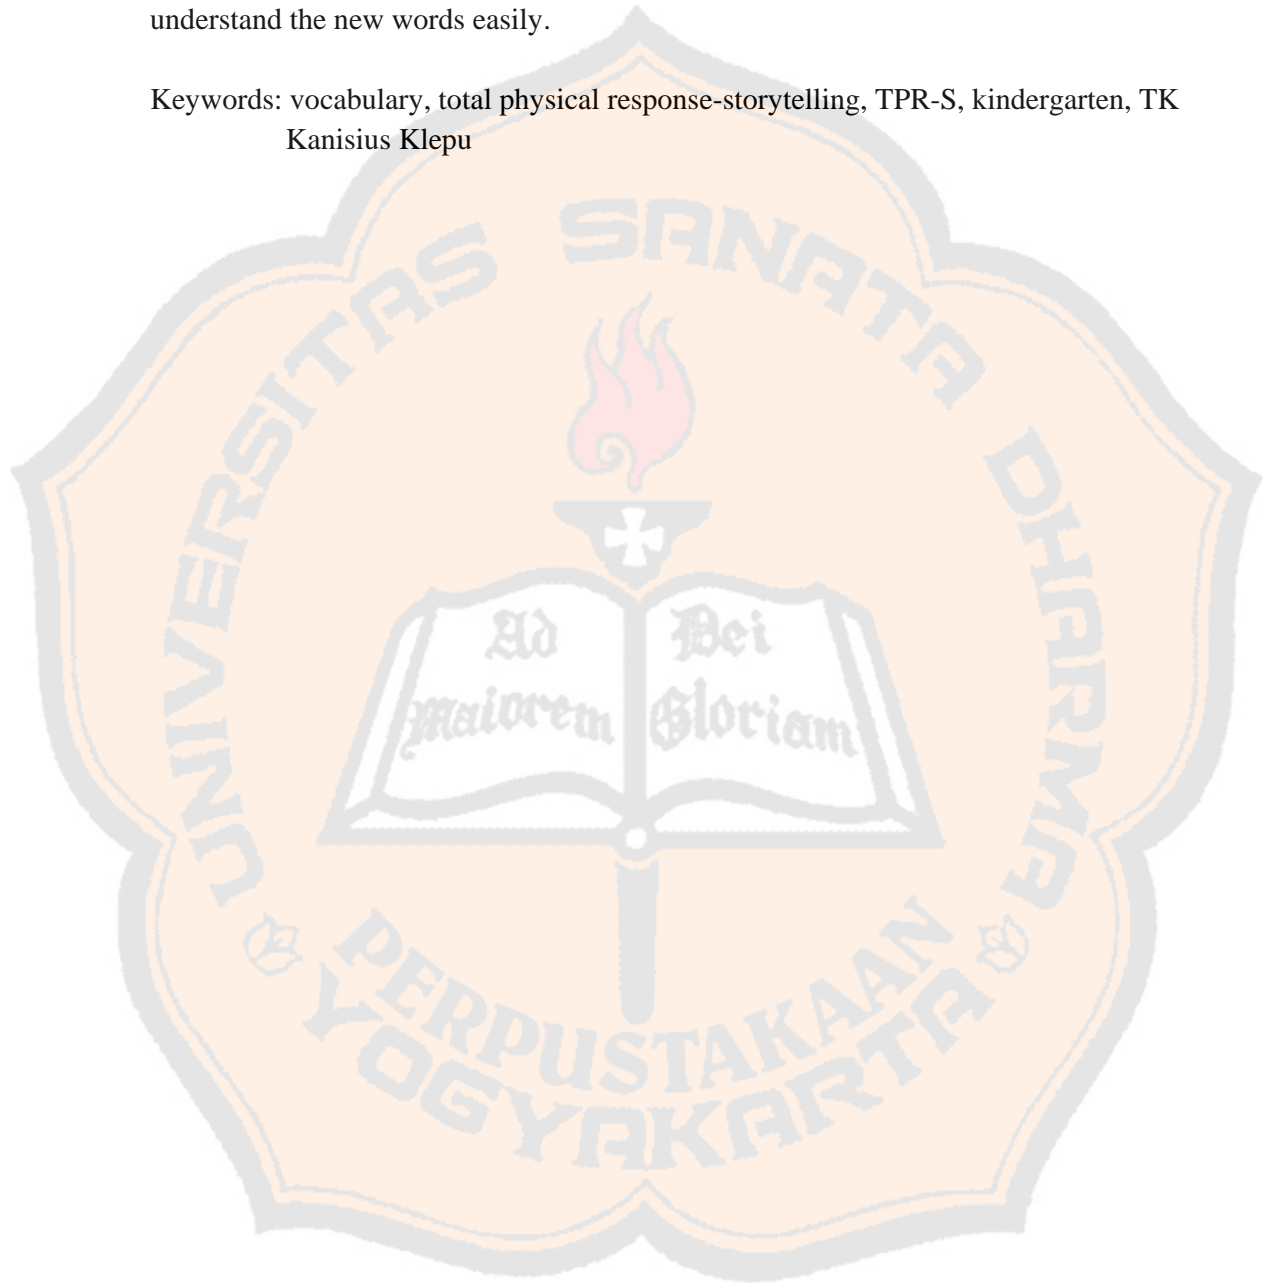 understand the new words easily.
Keywords: vocabulary, total physical response-storytelling, TPR-S, kindergarten, TK
Kanisius Klepu
UNIVERSITAS SANATA DHARMA
Ad Dei
maiorem Gloriam
PERPUSTAKAAN
YOGYAKARTA